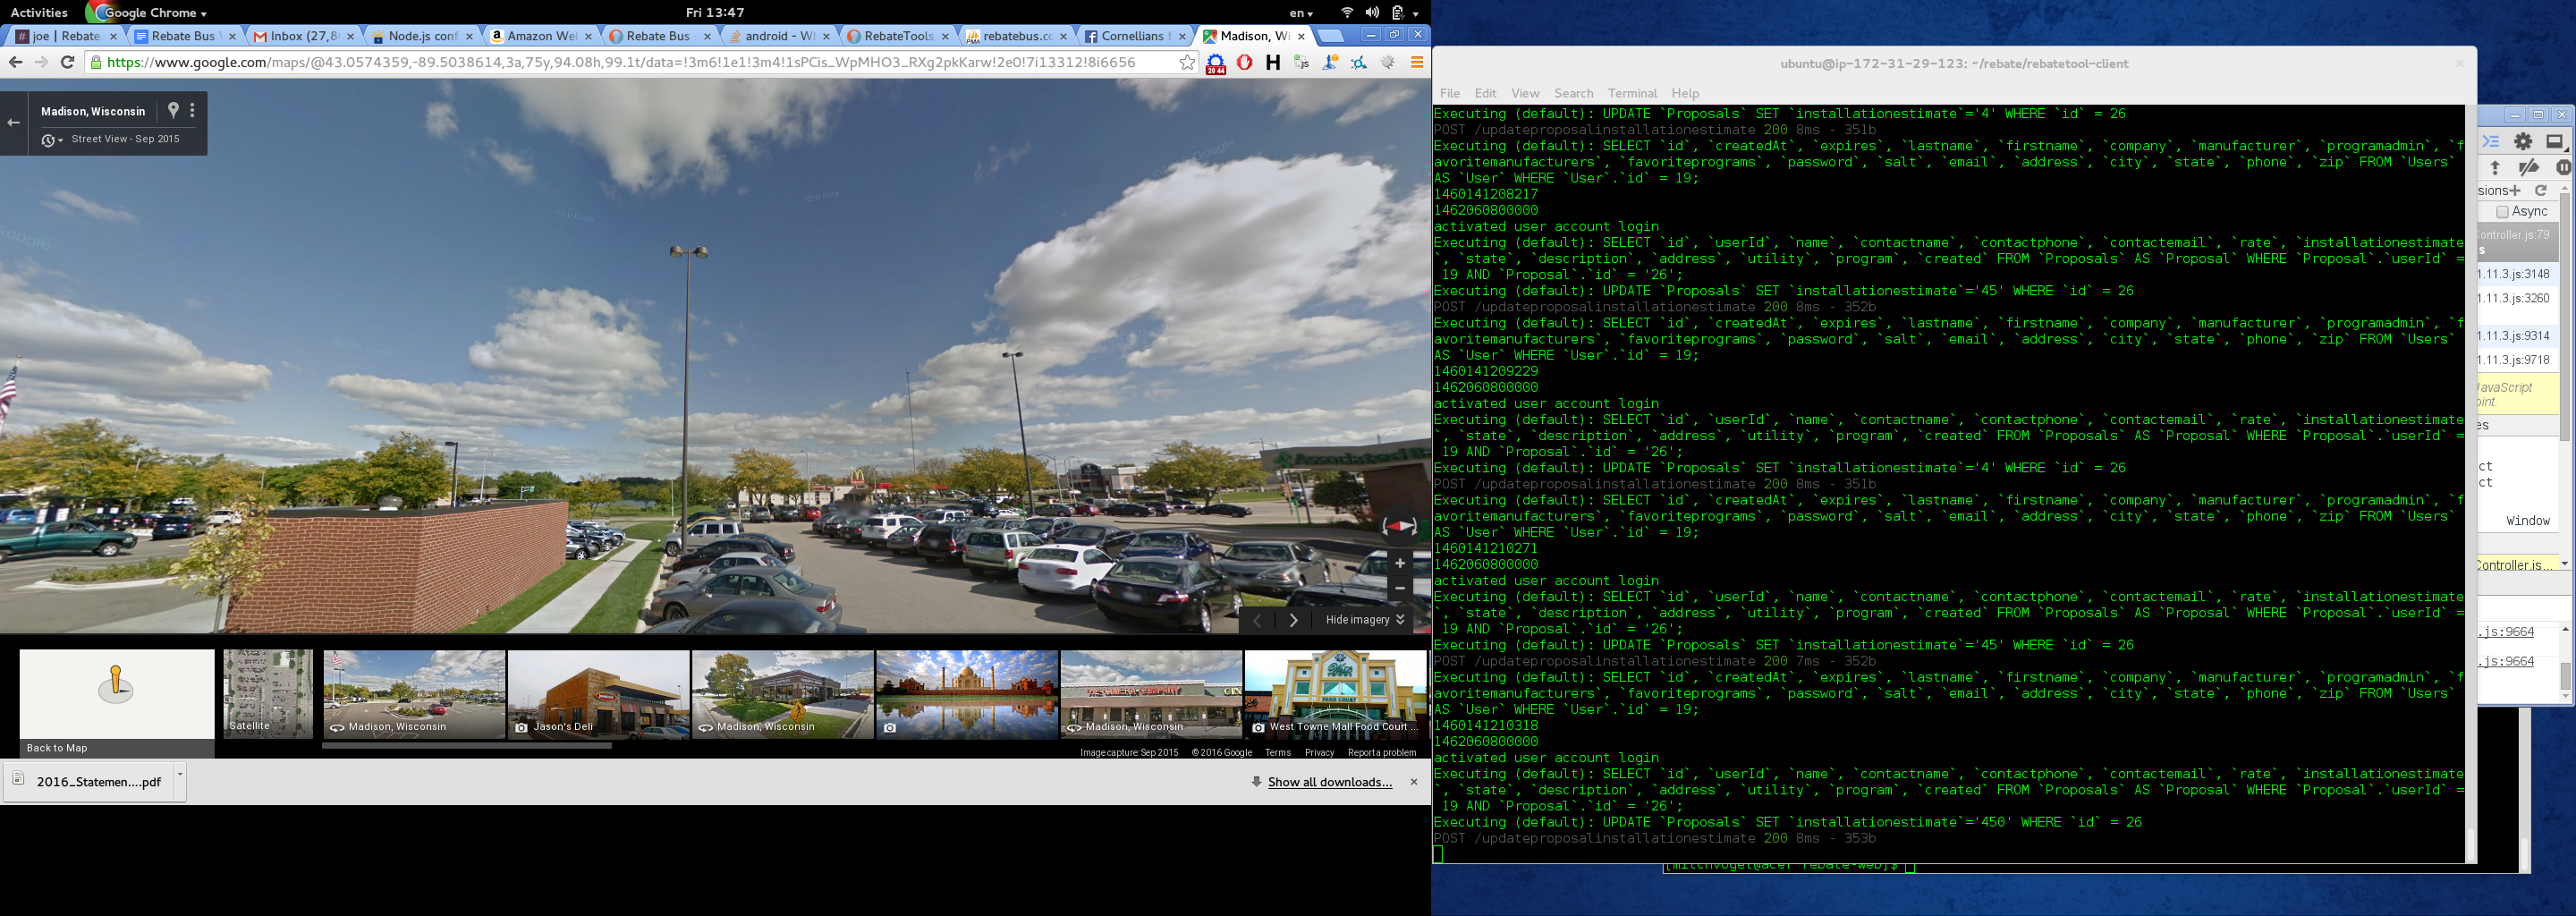 Activities
Google Chrome
Fri 13:47
en
joe | Rebate
Rebate Bus
Inbox (27,8
Node.js conf
Amazon Wel
Rebate Bus
android - Wl
RebateTools
rebatebus.co
Cornellians f
Madison, Wi
https://www.google.com/maps/@43.0574359,-89.5038614,3a,75y,94.08h,99.1t/data=!3m6!1e1!3m4!1sPCis_WpMHO3_RXg2pkKarw!2e0!7i13312!8i6656
20 44
Madison, Wisconsin
Street View - Sep 2015
Google
Hide imagery
Back to Map
Satellite
Madison, Wisconsin
Jason's Deli
Madison, Wisconsin
Madison, Wisconsin
West Towne Mall Food Court ...
Image capture: Sep 2015
© 2016 Google
Terms
Privacy
Report a problem
2016_Statemen....pdf
Show all downloads...
ubuntu@ip-172-31-29-123: ~/rebate/rebatetool-client
File Edit View Search Terminal Help
Executing (default): UPDATE `Proposals` SET `installationestimate`='4' WHERE `id` = 26
POST /updateproposalinstallationestimate 200 8ms - 351b
Executing (default): SELECT `id`, `createdAt`, `expires`, `lastname`, `firstname`, `company`, `manufacturer`, `programadmin`, `f
avoritemanufacturers`, `favoriteprograms`, `password`, `salt`, `email`, `address`, `city`, `state`, `phone`, `zip` FROM `Users`
AS `User` WHERE `User`.`id` = 19;
1460141208217
1462060800000
activated user account login
Executing (default): SELECT `id`, `userId`, `name`, `contactname`, `contactphone`, `contactemail`, `rate`, `installationestimate
`, `state`, `description`, `address`, `utility`, `program`, `created` FROM `Proposals` AS `Proposal` WHERE `Proposal`.`userId` =
19 AND `Proposal`.`id` = '26';
Executing (default): UPDATE `Proposals` SET `installationestimate`='45' WHERE `id` = 26
POST /updateproposalinstallationestimate 200 8ms - 352b
Executing (default): SELECT `id`, `createdAt`, `expires`, `lastname`, `firstname`, `company`, `manufacturer`, `programadmin`, `f
avoritemanufacturers`, `favoriteprograms`, `password`, `salt`, `email`, `address`, `city`, `state`, `phone`, `zip` FROM `Users`
AS `User` WHERE `User`.`id` = 19;
1460141209229
1462060800000
activated user account login
Executing (default): SELECT `id`, `userId`, `name`, `contactname`, `contactphone`, `contactemail`, `rate`, `installationestimate
`, `state`, `description`, `address`, `utility`, `program`, `created` FROM `Proposals` AS `Proposal` WHERE `Proposal`.`userId` =
19 AND `Proposal`.`id` = '26';
Executing (default): UPDATE `Proposals` SET `installationestimate`='4' WHERE `id` = 26
POST /updateproposalinstallationestimate 200 8ms - 351b
Executing (default): SELECT `id`, `createdAt`, `expires`, `lastname`, `firstname`, `company`, `manufacturer`, `programadmin`, `f
avoritemanufacturers`, `favoriteprograms`, `password`, `salt`, `email`, `address`, `city`, `state`, `phone`, `zip` FROM `Users`
AS `User` WHERE `User`.`id` = 19;
1460141210271
1462060800000
activated user account login
Executing (default): SELECT `id`, `userId`, `name`, `contactname`, `contactphone`, `contactemail`, `rate`, `installationestimate
`, `state`, `description`, `address`, `utility`, `program`, `created` FROM `Proposals` AS `Proposal` WHERE `Proposal`.`userId` =
19 AND `Proposal`.`id` = '26';
Executing (default): UPDATE `Proposals` SET `installationestimate`='45' WHERE `id` = 26
POST /updateproposalinstallationestimate 200 7ms - 352b
Executing (default): SELECT `id`, `createdAt`, `expires`, `lastname`, `firstname`, `company`, `manufacturer`, `programadmin`, `f
avoritemanufacturers`, `favoriteprograms`, `password`, `salt`, `email`, `address`, `city`, `state`, `phone`, `zip` FROM `Users`
AS `User` WHERE `User`.`id` = 19;
1460141210318
1462060800000
activated user account login
Executing (default): SELECT `id`, `userId`, `name`, `contactname`, `contactphone`, `contactemail`, `rate`, `installationestimate
`, `state`, `description`, `address`, `utility`, `program`, `created` FROM `Proposals` AS `Proposal` WHERE `Proposal`.`userId` =
19 AND `Proposal`.`id` = '26';
Executing (default): UPDATE `Proposals` SET `installationestimate`='450' WHERE `id` = 26
POST /updateproposalinstallationestimate 200 8ms - 353b
[mitchvogel@acer rebate-web]$
sions
Async
Controller.js:79
s
1.11.3.js:3148
1.11.3.js:3260
1.11.3.js:9314
1.11.3.js:9718
JavaScript
oint.
es
ct
ct
Window
Controller.js...
.js:9664
.js:9664